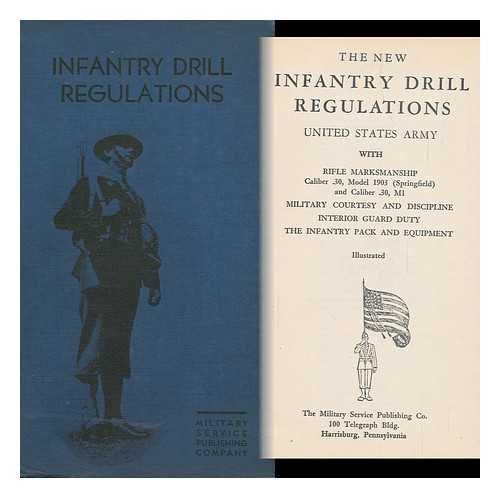 INFANTRY DRILL
REGULATIONS
MILITARY
SERVICE
PUBLISHING
COMPANY
THE NEW
INFANTRY DRILL
REGULATIONS
UNITED STATES ARMY
WITH
RIFLE MARKSMANSHIP
Caliber .30, Model 1903 (Springfield)
and Caliber .30, M1
MILITARY COURTESY AND DISCIPLINE
INTERIOR GUARD DUTY
THE INFANTRY PACK AND EQUIPMENT
Illustrated
The Military Service Publishing Co.
100 Telegraph Bldg.
Harrisburg, Pennsylvania